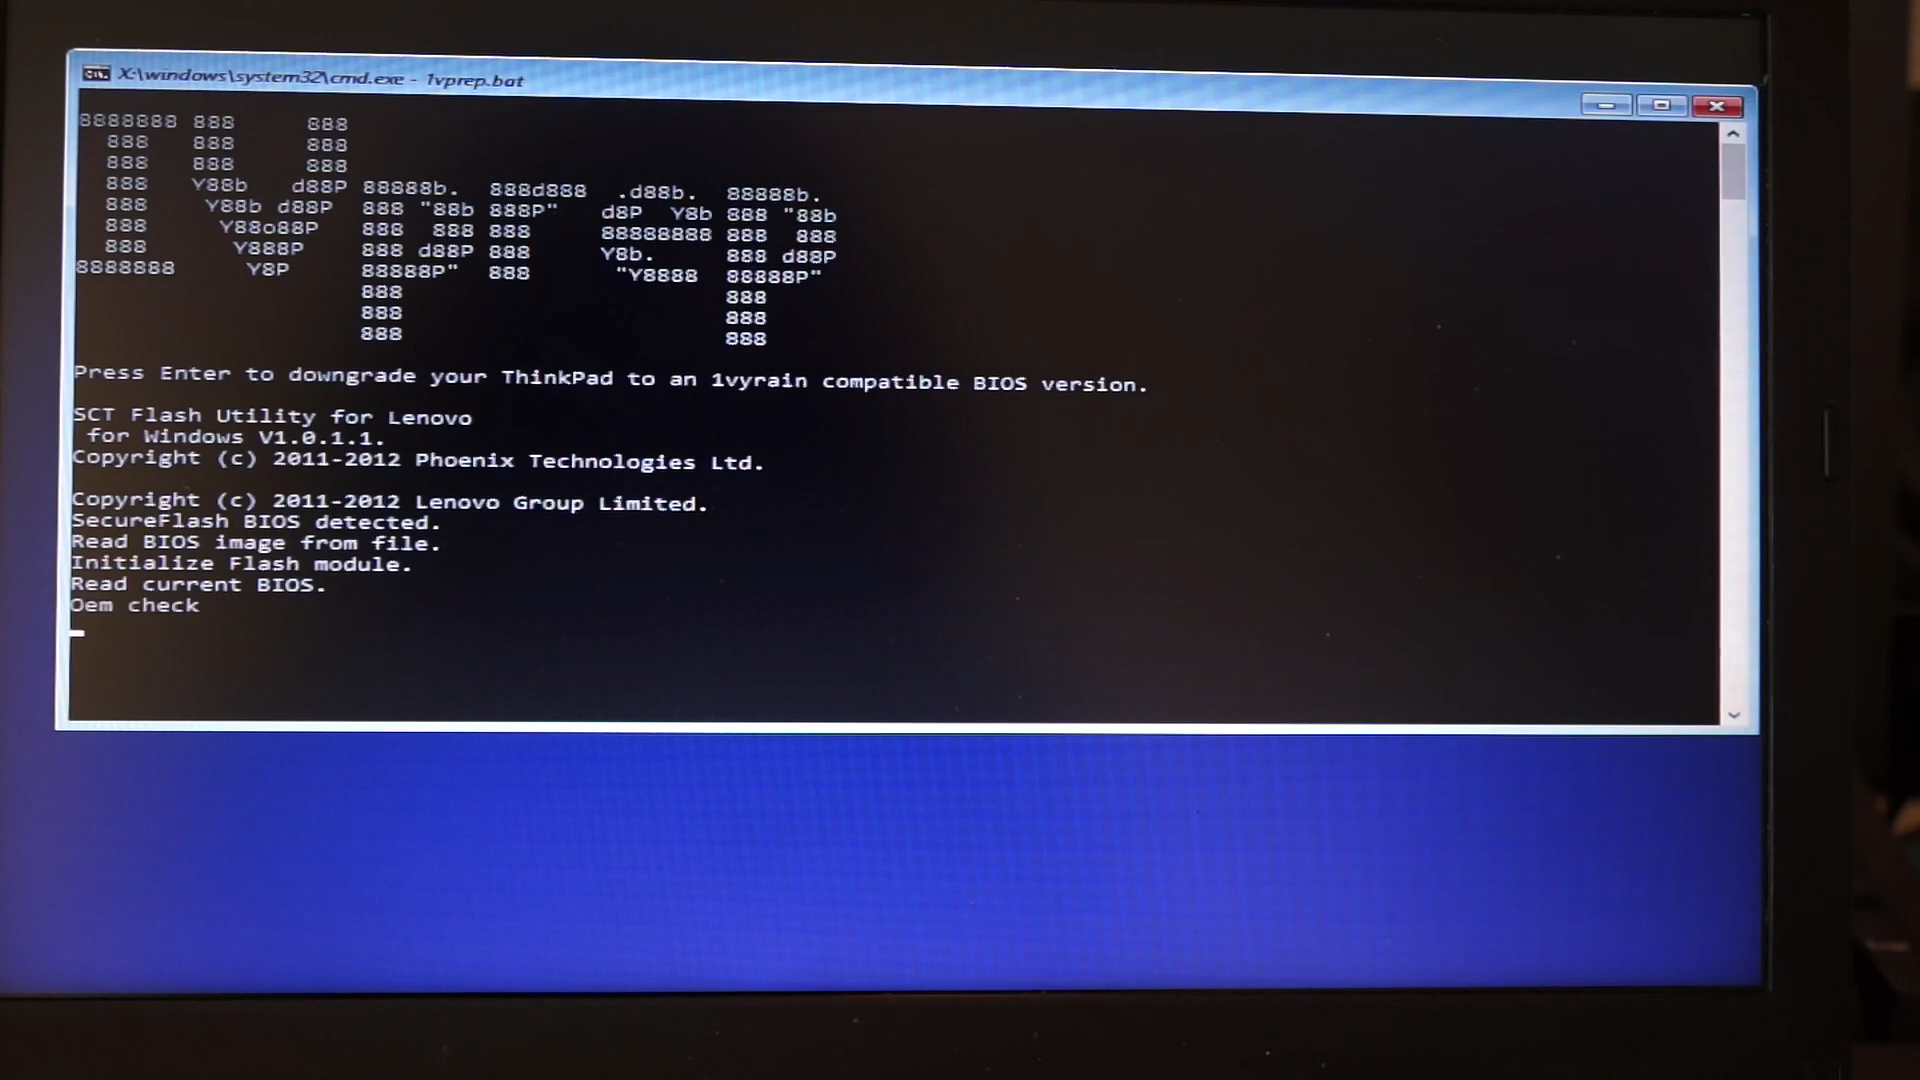 X:\windows\system32\cmd.exe - 1vprep.bat
8888888 888     888
  888   888     888
  888   888     888
  888   Y88b   d88P 88888b.  888d888  .d88b.  88888b.
  888    Y88b d88P  888 "88b 888P"   d8P  Y8b 888 "88b
  888     Y88o88P   888  888 888     88888888 888  888
  888      Y888P    888 d88P 888     Y8b.     888 d88P
8888888     Y8P     88888P"  888      "Y8888  88888P"
                    888                       888
                    888                       888
                    888                       888
Press Enter to downgrade your ThinkPad to an 1vyrain compatible BIOS version.
SCT Flash Utility for Lenovo
 for Windows V1.0.1.1.
Copyright (c) 2011-2012 Phoenix Technologies Ltd.
Copyright (c) 2011-2012 Lenovo Group Limited.
SecureFlash BIOS detected.
Read BIOS image from file.
Initialize Flash module.
Read current BIOS.
Oem check